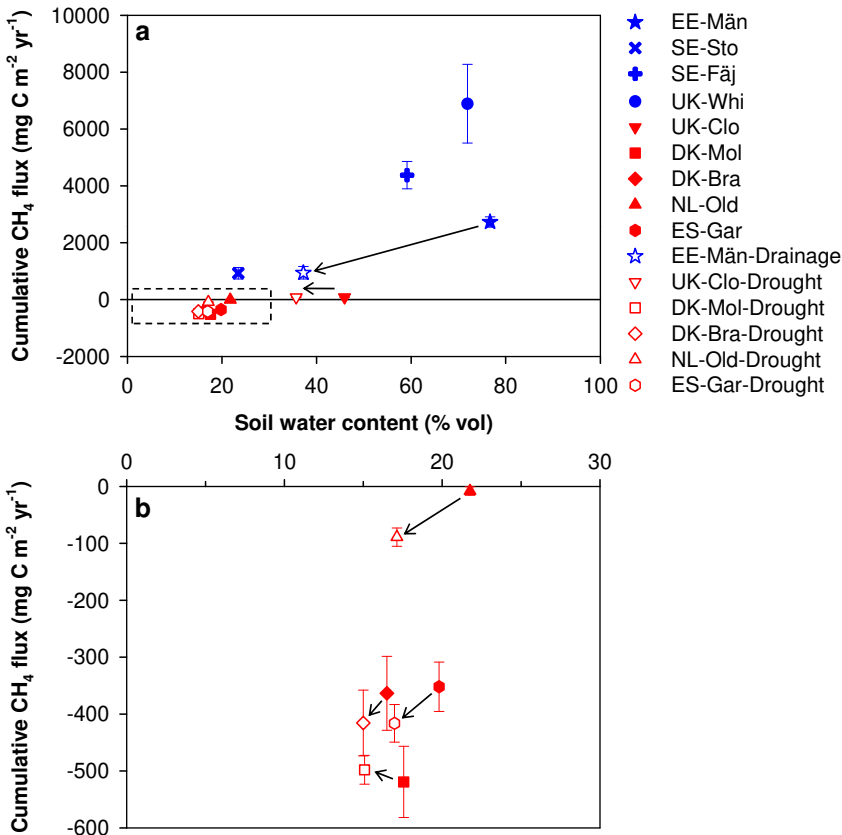 a
Cumulative CH4 flux (mg C m-2 yr-1)
10000
8000
6000
4000
2000
0
-2000
0 20 40 60 80 100
Soil water content (% vol)
EE-Män
SE-Sto
SE-Fäj
UK-Whi
UK-Clo
DK-Mol
DK-Bra
NL-Old
ES-Gar
EE-Män-Drainage
UK-Clo-Drought
DK-Mol-Drought
DK-Bra-Drought
NL-Old-Drought
ES-Gar-Drought
0 10 20 30
b
Cumulative CH4 flux (mg C m-2 yr-1)
0
-100
-200
-300
-400
-500
-600